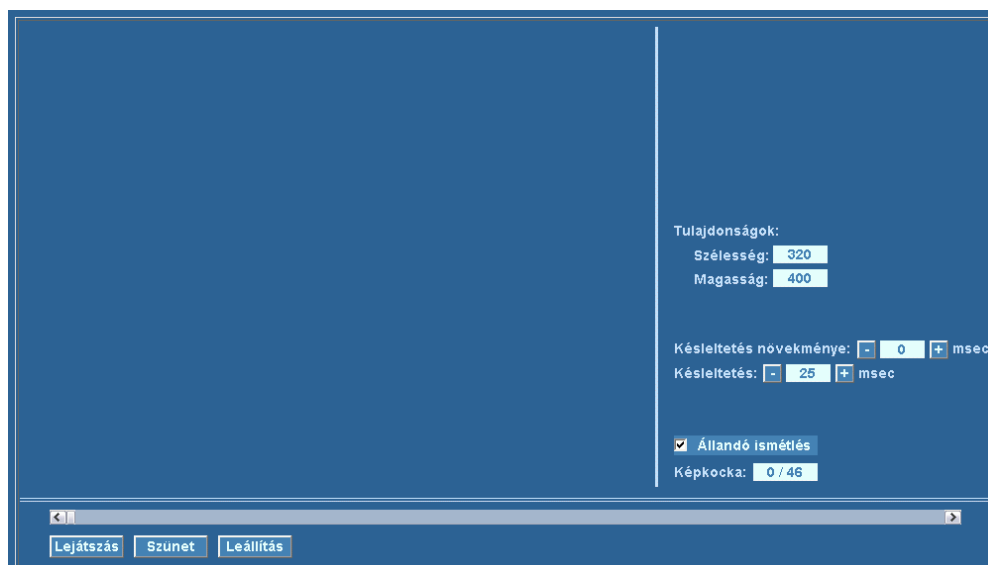 Tulajdonságok:
Szélesség: 320
Magasság: 400
Késleltetés növekménye: - 0 + msec
Késleltetés: - 25 + msec
Állandó ismétlés
Képkocka: 0 / 46
Lejátszás Szünet Leállítás